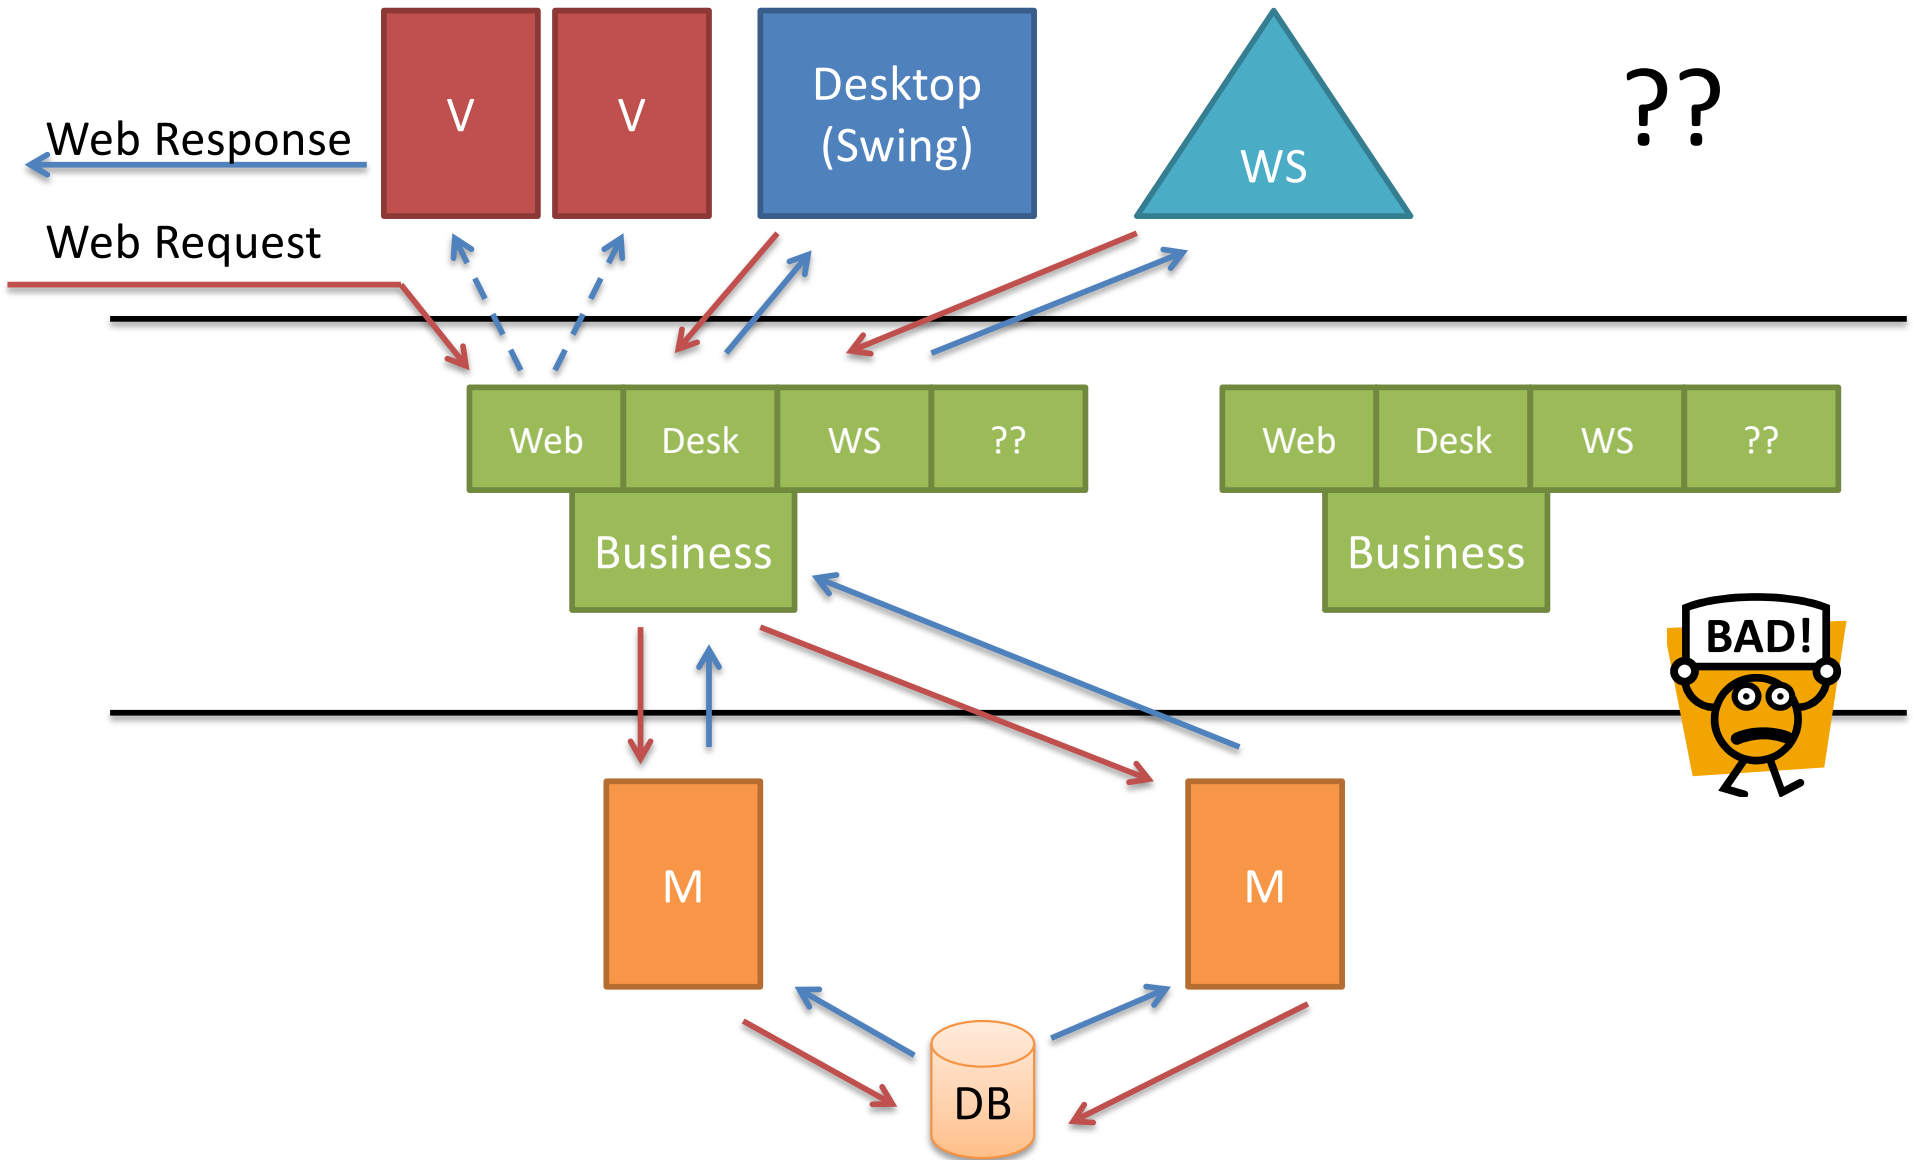 V
V
Desktop
(Swing)
WS
??
Web Response
Web Request
Web
Desk
WS
??
Business
Web
Desk
WS
??
Business
BAD!
M
M
DB